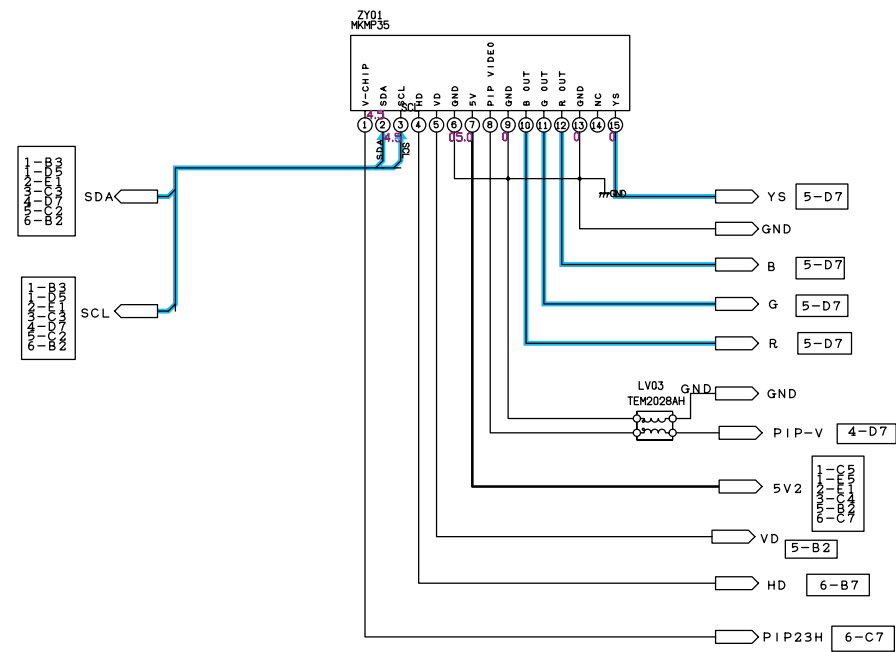 ZY01
MKMP35
V-CHIP
SDA
SCL
SCL
HD
VD
GND
5V
PIP VIDEO
GND
B OUT
G OUT
R OUT
GND
NC
YS
4.5
1 2 3 4 5 6 7 8 9 10 11 12 13 14 15
4.5
0 5.0 0 0 0
SDA
SCL
GND
1-B3
1-D5
2-E1
3-C3
4-D7
5-C2
6-B2
SDA
YS 5-D7
GND
B 5-D7
1-B3
1-D5
2-E1
3-C3
4-D7
5-C2
6-B2
SCL
G 5-D7
R 5-D7
LV03
TEM2028AH
GND
GND
PIP-V 4-D7
5V2
1-C5
1-E5
2-E1
3-C4
5-B2
6-C7
VD
5-B2
HD 6-B7
PIP23H 6-C7